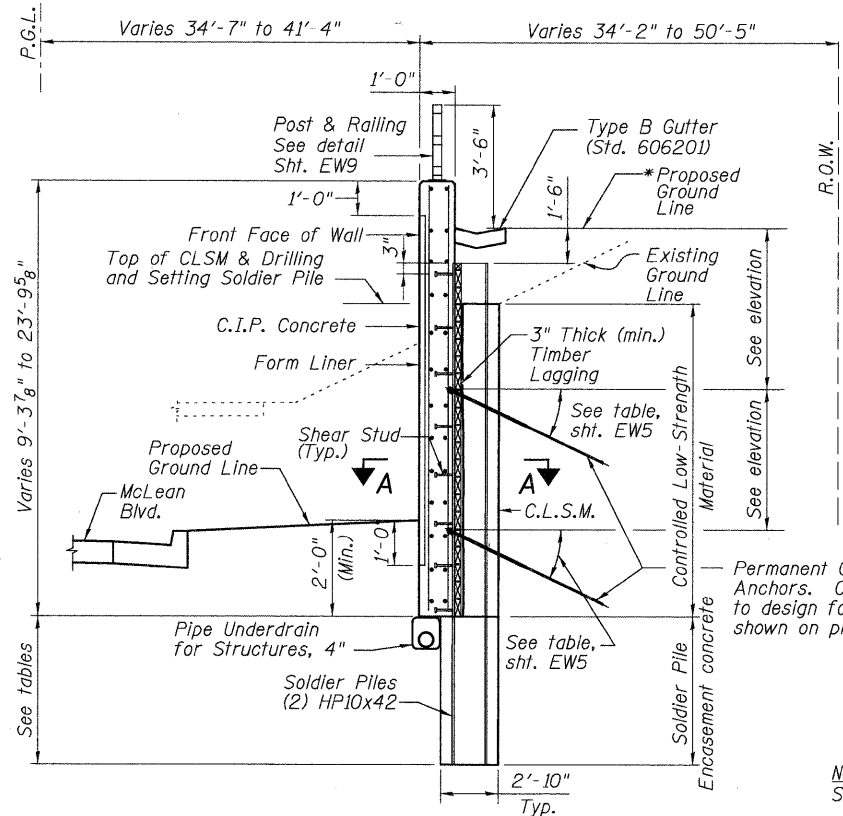 P.G.L.
Varies 34'-7" to 41'-4"
Varies 34'-2" to 50'-5"
R.O.W.
1'-0"
Post & Railing
See detail
Sht. EW9
3'-6"
Type B Gutter
(Std. 606201)
*Proposed
Ground
Line
1'-6"
1'-0"
Front Face of Wall
3"
Top of CLSM & Drilling
and Setting Soldier Pile
Existing
Ground
Line
See elevation
C.I.P. Concrete
3" Thick (min.)
Timber
Lagging
Form Liner
See table,
sht. EW5
Varies 9'-3 7/8" to 23'-9 5/8"
Shear Stud
(Typ.)
Controlled Low-Strength
Material
See elevation
Proposed
Ground Line
A
A
McLean
Blvd.
C.L.S.M.
2'-0"
(Min.)
1'-0"
Permanent
Anchors.
to design
shown on
Pipe Underdrain
for Structures, 4"
See table,
sht. EW5
See tables
Soldier Piles
(2) HP10x42
Soldier Pile
Encasement concrete
2'-10"
Typ.